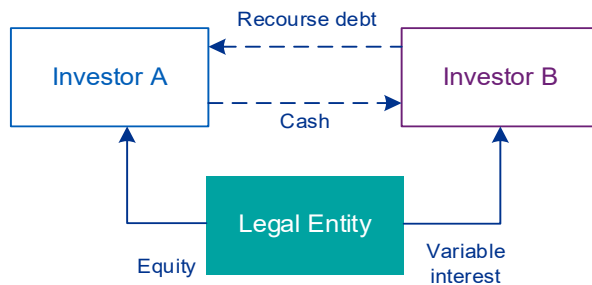 Recourse debt
Investor A
Investor B
Cash
Legal Entity
Equity
Variable
interest